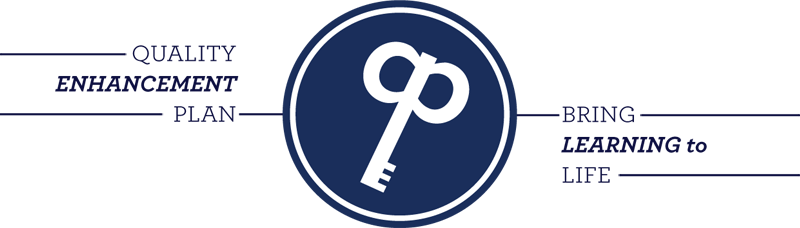 QUALITY
ENHANCEMENT
PLAN
BRING
LEARNING to
LIFE